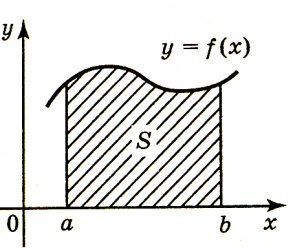 y
y = f(x)
S
0 a b x